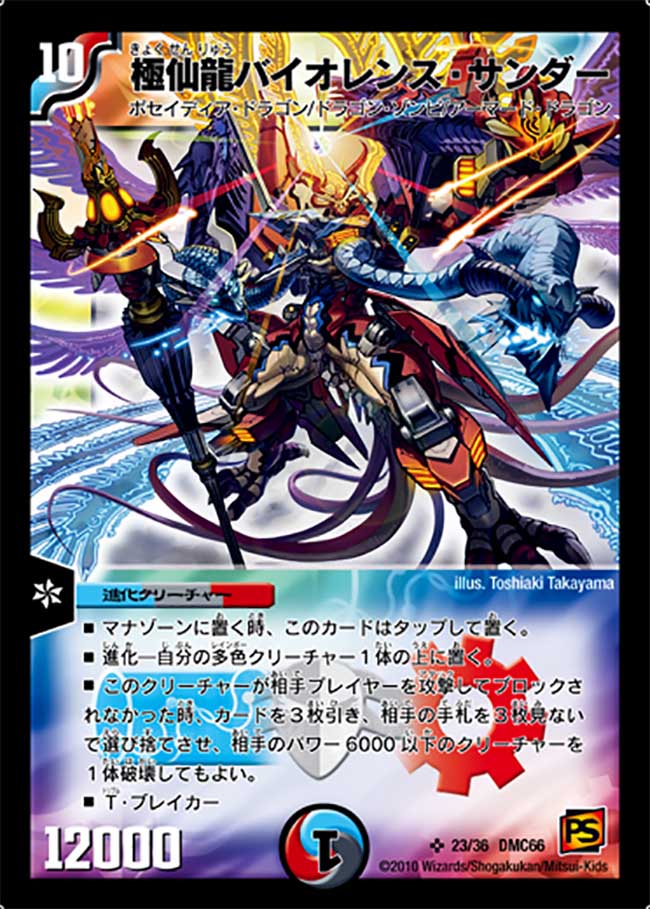 10
きょくせんりゅう
極仙龍バイオレンス・サンダー
ポセイディア・ドラゴン/ドラゴン・ゾンビ/アーマード・ドラゴン
illus. Toshiaki Takayama
進化クリーチャー
■ マナゾーンに置く時、このカードはタップして置く。
■ 進化―自分の多色クリーチャー１体の上に置く。
■ このクリーチャーが相手プレイヤーを攻撃してブロックさ
れなかった時、カードを３枚引き、相手の手札を３枚見ない
で選び捨てさせ、相手のパワー6000以下のクリーチャーを
１体破壊してもよい。
■ T・ブレイカー
12000
T
23/36 DMC66
PS
©2010 Wizards/Shogakukan/Mitsui-Kids